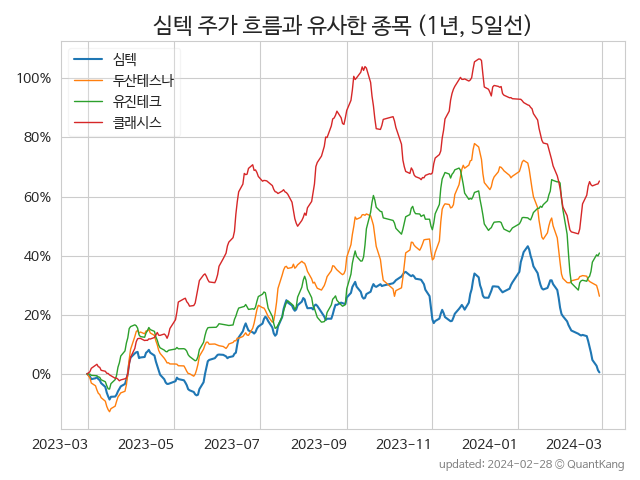 심텍 주가 흐름과 유사한 종목 (1년, 5일선)
심텍
두산테스나
유진테크
클래시스
100%
80%
60%
40%
20%
0%
2023-03 2023-05 2023-07 2023-09 2023-11 2024-01 2024-03
updated: 2024-02-28 © QuantKang